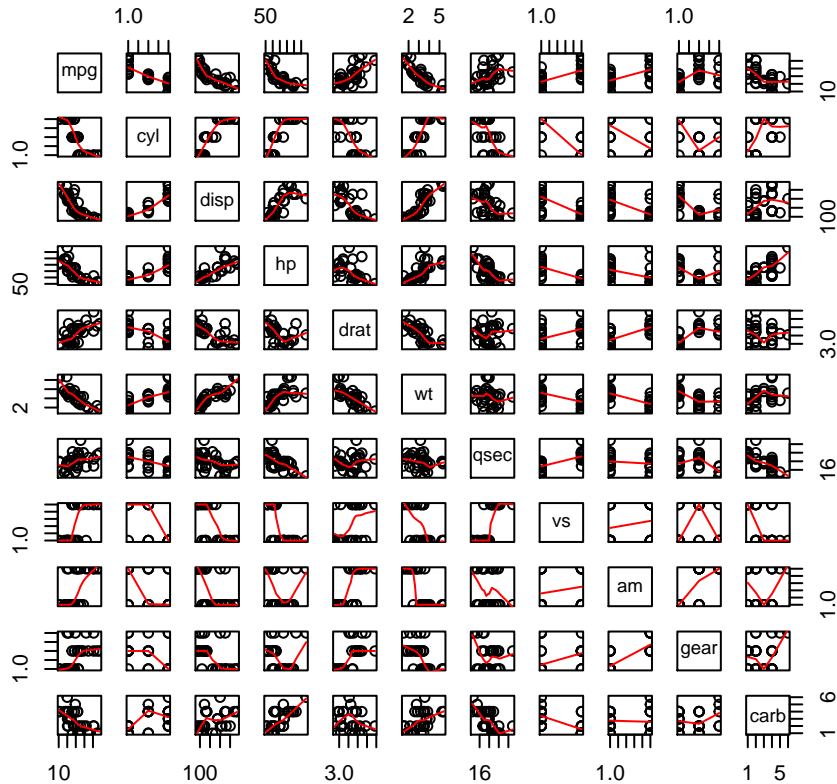 1.0 50 2 5 1.0 1.0
mpg 10
1.0 cyl
disp 100
50 hp
drat 3.0
2 wt
qsec 16
1.0 vs
am 1.0
1.0 gear
carb 1 6
10 100 3.0 16 1.0 1 5